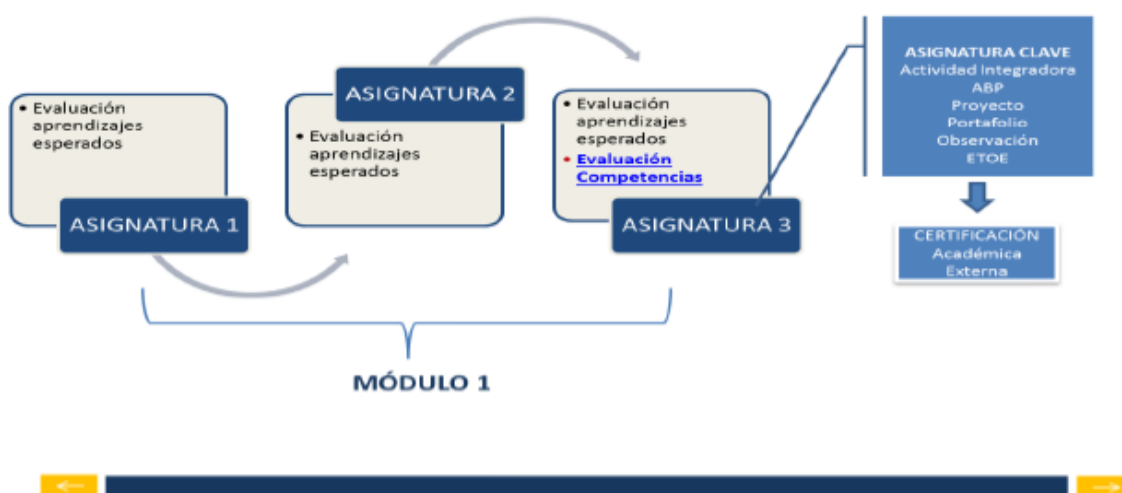 • Evaluación
aprendizajes
esperados
ASIGNATURA 1
ASIGNATURA 2
• Evaluación
aprendizajes
esperados
• Evaluación
aprendizajes
esperados
• Evaluación
Competencias
ASIGNATURA 3
ASIGNATURA CLAVE
Actividad Integradora
ABP
Proyecto
Portafolio
Observación
ETOE
CERTIFICACIÓN
Académica
Externa
MÓDULO 1